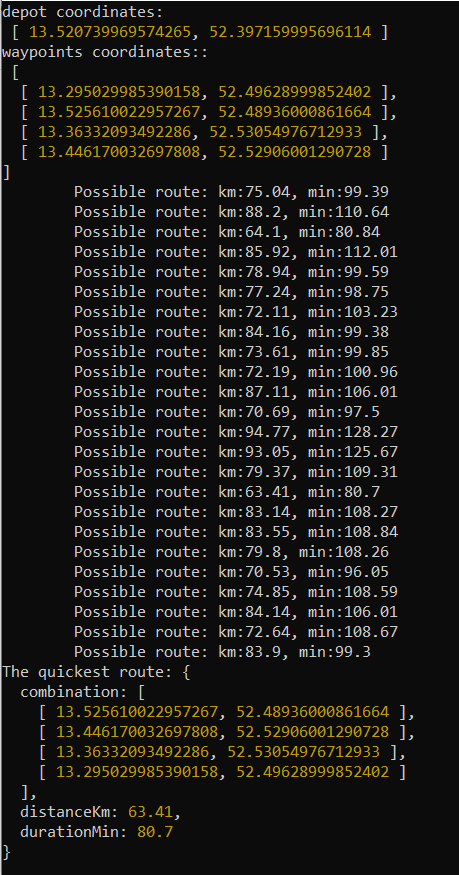 depot coordinates:
[ 13.520739969574265, 52.397159995696114 ]
waypoints coordinates::
[
[ 13.295029985390158, 52.49628999852402 ],
[ 13.525610022957267, 52.48936000861664 ],
[ 13.36332093492286, 52.53054976712933 ],
[ 13.446170032697808, 52.52906001290728 ]
]
Possible route: km:75.04, min:99.39
Possible route: km:88.2, min:110.64
Possible route: km:64.1, min:80.84
Possible route: km:85.92, min:112.01
Possible route: km:78.94, min:99.59
Possible route: km:77.24, min:98.75
Possible route: km:72.11, min:103.23
Possible route: km:84.16, min:99.38
Possible route: km:73.61, min:99.85
Possible route: km:72.19, min:100.96
Possible route: km:87.11, min:106.01
Possible route: km:70.69, min:97.5
Possible route: km:94.77, min:128.27
Possible route: km:93.05, min:125.67
Possible route: km:79.37, min:109.31
Possible route: km:63.41, min:80.7
Possible route: km:83.14, min:108.27
Possible route: km:83.55, min:108.84
Possible route: km:79.8, min:108.26
Possible route: km:70.53, min:96.05
Possible route: km:74.85, min:108.59
Possible route: km:84.14, min:106.01
Possible route: km:72.64, min:108.67
Possible route: km:83.9, min:99.3
The quickest route: {
combination: [
[ 13.525610022957267, 52.48936000861664 ],
[ 13.446170032697808, 52.52906001290728 ],
[ 13.36332093492286, 52.53054976712933 ],
[ 13.295029985390158, 52.49628999852402 ]
],
distanceKm: 63.41,
durationMin: 80.7
}